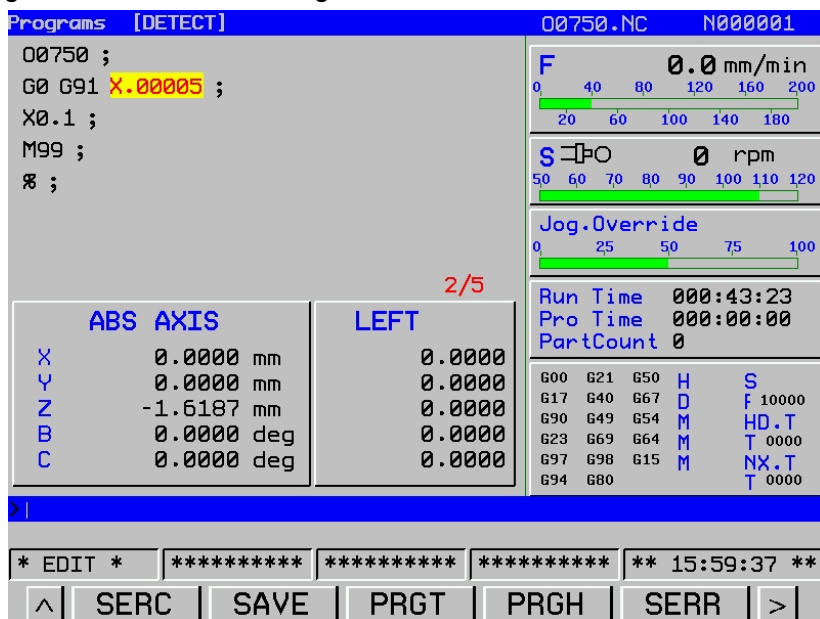 Programs [DETECT] O0750.NC N000001
O0750 ;
G0 G91 X.00005 ;
X0.1 ;
M99 ;
% ;
2/5
F 0.0 mm/min
0 40 80 120 160 200
20 60 100 140 180
S 0 rpm
50 60 70 80 90 100 110 120
Jog.Override
0 25 50 75 100
Run Time 000:43:23
Pro Time 000:00:00
PartCount 0
ABS AXIS LEFT
X 0.0000 mm 0.0000
Y 0.0000 mm 0.0000
Z -1.6187 mm 0.0000
B 0.0000 deg 0.0000
C 0.0000 deg 0.0000
G00 G21 G50 H S
G17 G40 G67 D F 10000
G90 G49 G54 M HD.T
G23 G69 G64 M T 0000
G97 G98 G15 M NX.T
G94 G80 T 0000
>|
* EDIT * ********** ********** ********** ** 15:59:37 **
^ SERC SAVE PRGT PRGH SERR >